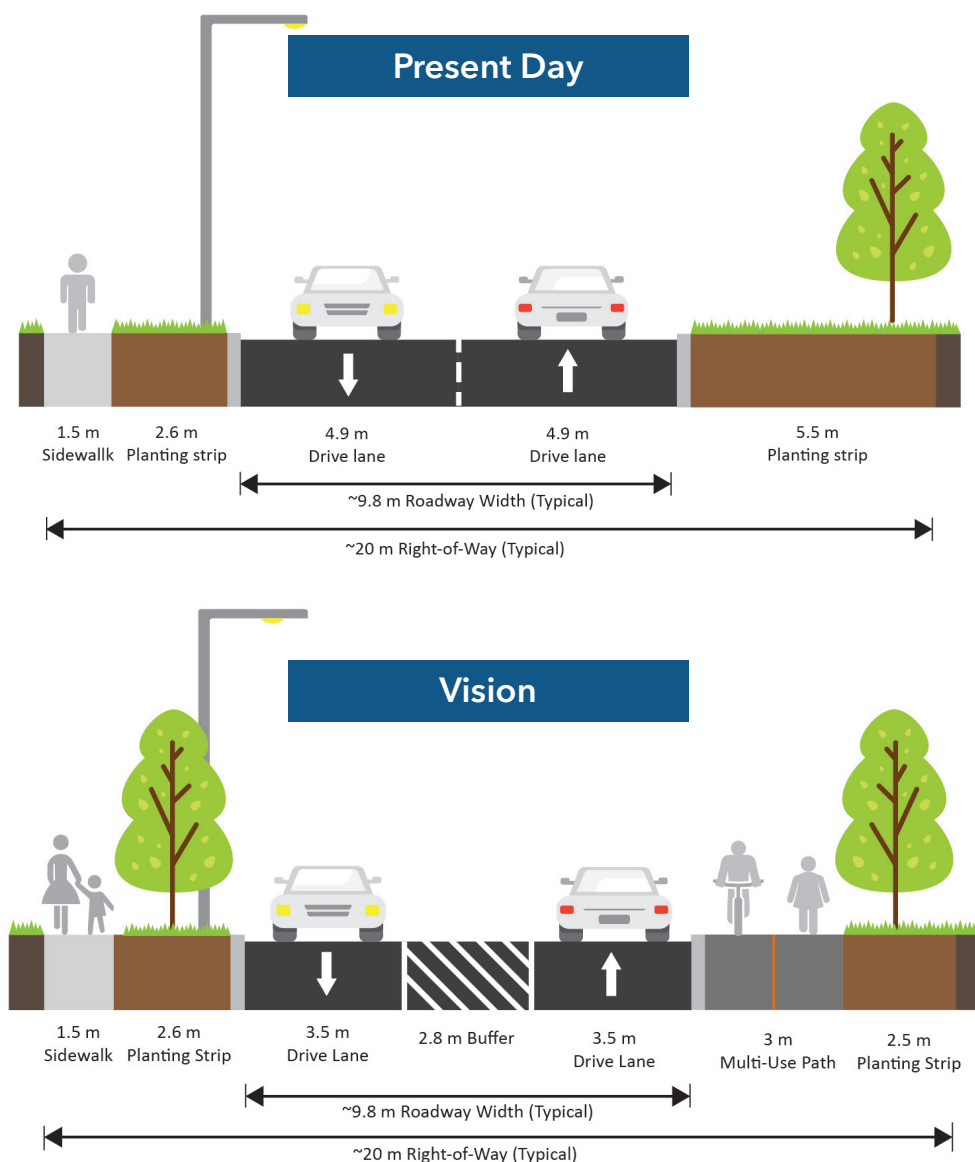 Present Day
1.5 m
Sidewallk
2.6 m
Planting strip
4.9 m
Drive lane
4.9 m
Drive lane
5.5 m
Planting strip
~9.8 m Roadway Width (Typical)
~20 m Right-of-Way (Typical)
Vision
1.5 m
Sidewalk
2.6 m
Planting Strip
3.5 m
Drive Lane
2.8 m Buffer
3.5 m
Drive Lane
3 m
Multi-Use Path
2.5 m
Planting Strip
~9.8 m Roadway Width (Typical)
~20 m Right-of-Way (Typical)